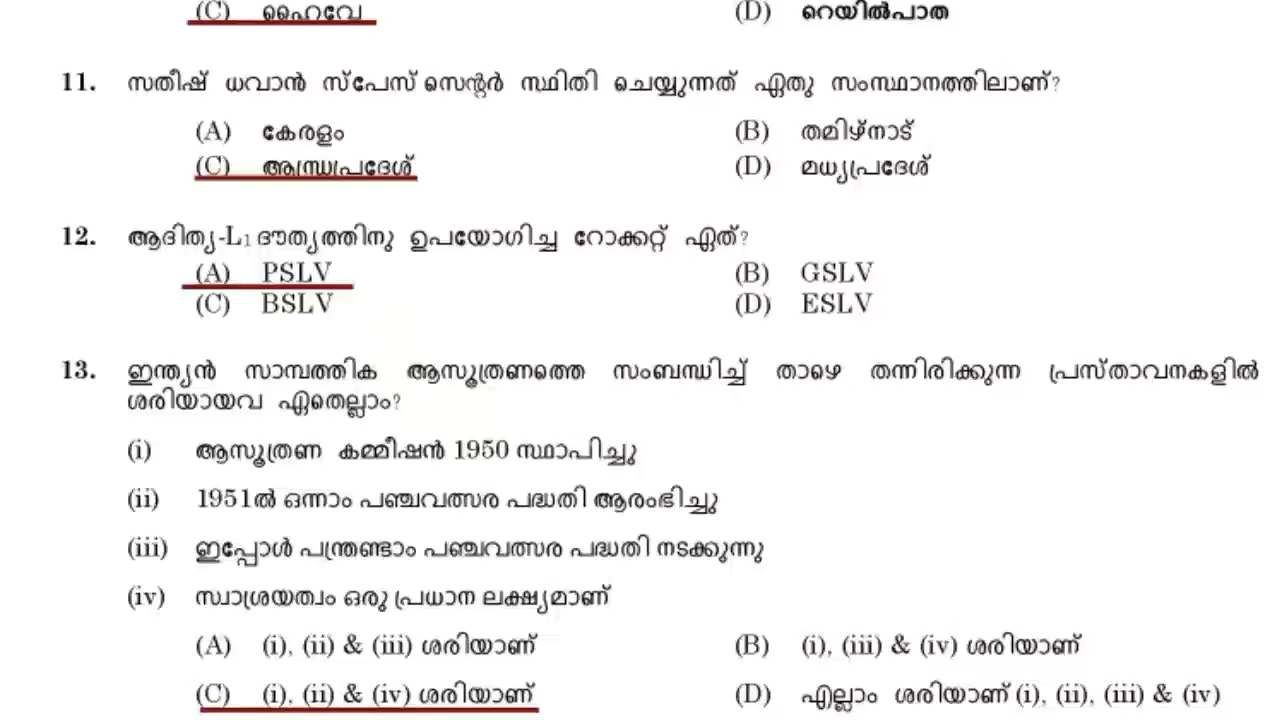 (C) ഹൈവേ (D) റെയിൽപാത
11. സതീഷ് ധവാൻ സ്പേസ് സെന്റർ സ്ഥിതി ചെയ്യുന്നത് ഏതു സംസ്ഥാനത്തിലാണ്?
(A) കേരളം (B) തമിഴ്നാട്
(C) ആന്ധ്രപ്രദേശ് (D) മധ്യപ്രദേശ്
12. ആദിത്യ-L1 ദൗത്യത്തിനു ഉപയോഗിച്ച റോക്കറ്റ് ഏത്?
(A) PSLV (B) GSLV
(C) BSLV (D) ESLV
13. ഇന്ത്യൻ സാമ്പത്തിക ആസൂത്രണത്തെ സംബന്ധിച്ച് താഴെ തന്നിരിക്കുന്ന പ്രസ്താവനകളിൽ
ശരിയായവ ഏതെല്ലാം?
(i) ആസൂത്രണ കമ്മീഷൻ 1950 സ്ഥാപിച്ചു
(ii) 1951ൽ ഒന്നാം പഞ്ചവത്സര പദ്ധതി ആരംഭിച്ചു
(iii) ഇപ്പോൾ പന്ത്രണ്ടാം പഞ്ചവത്സര പദ്ധതി നടക്കുന്നു
(iv) സ്വാശ്രയത്വം ഒരു പ്രധാന ലക്ഷ്യമാണ്
(A) (i), (ii) & (iii) ശരിയാണ് (B) (i), (iii) & (iv) ശരിയാണ്
(C) (i), (ii) & (iv) ശരിയാണ് (D) എല്ലാം ശരിയാണ് (i), (ii), (iii) & (iv)